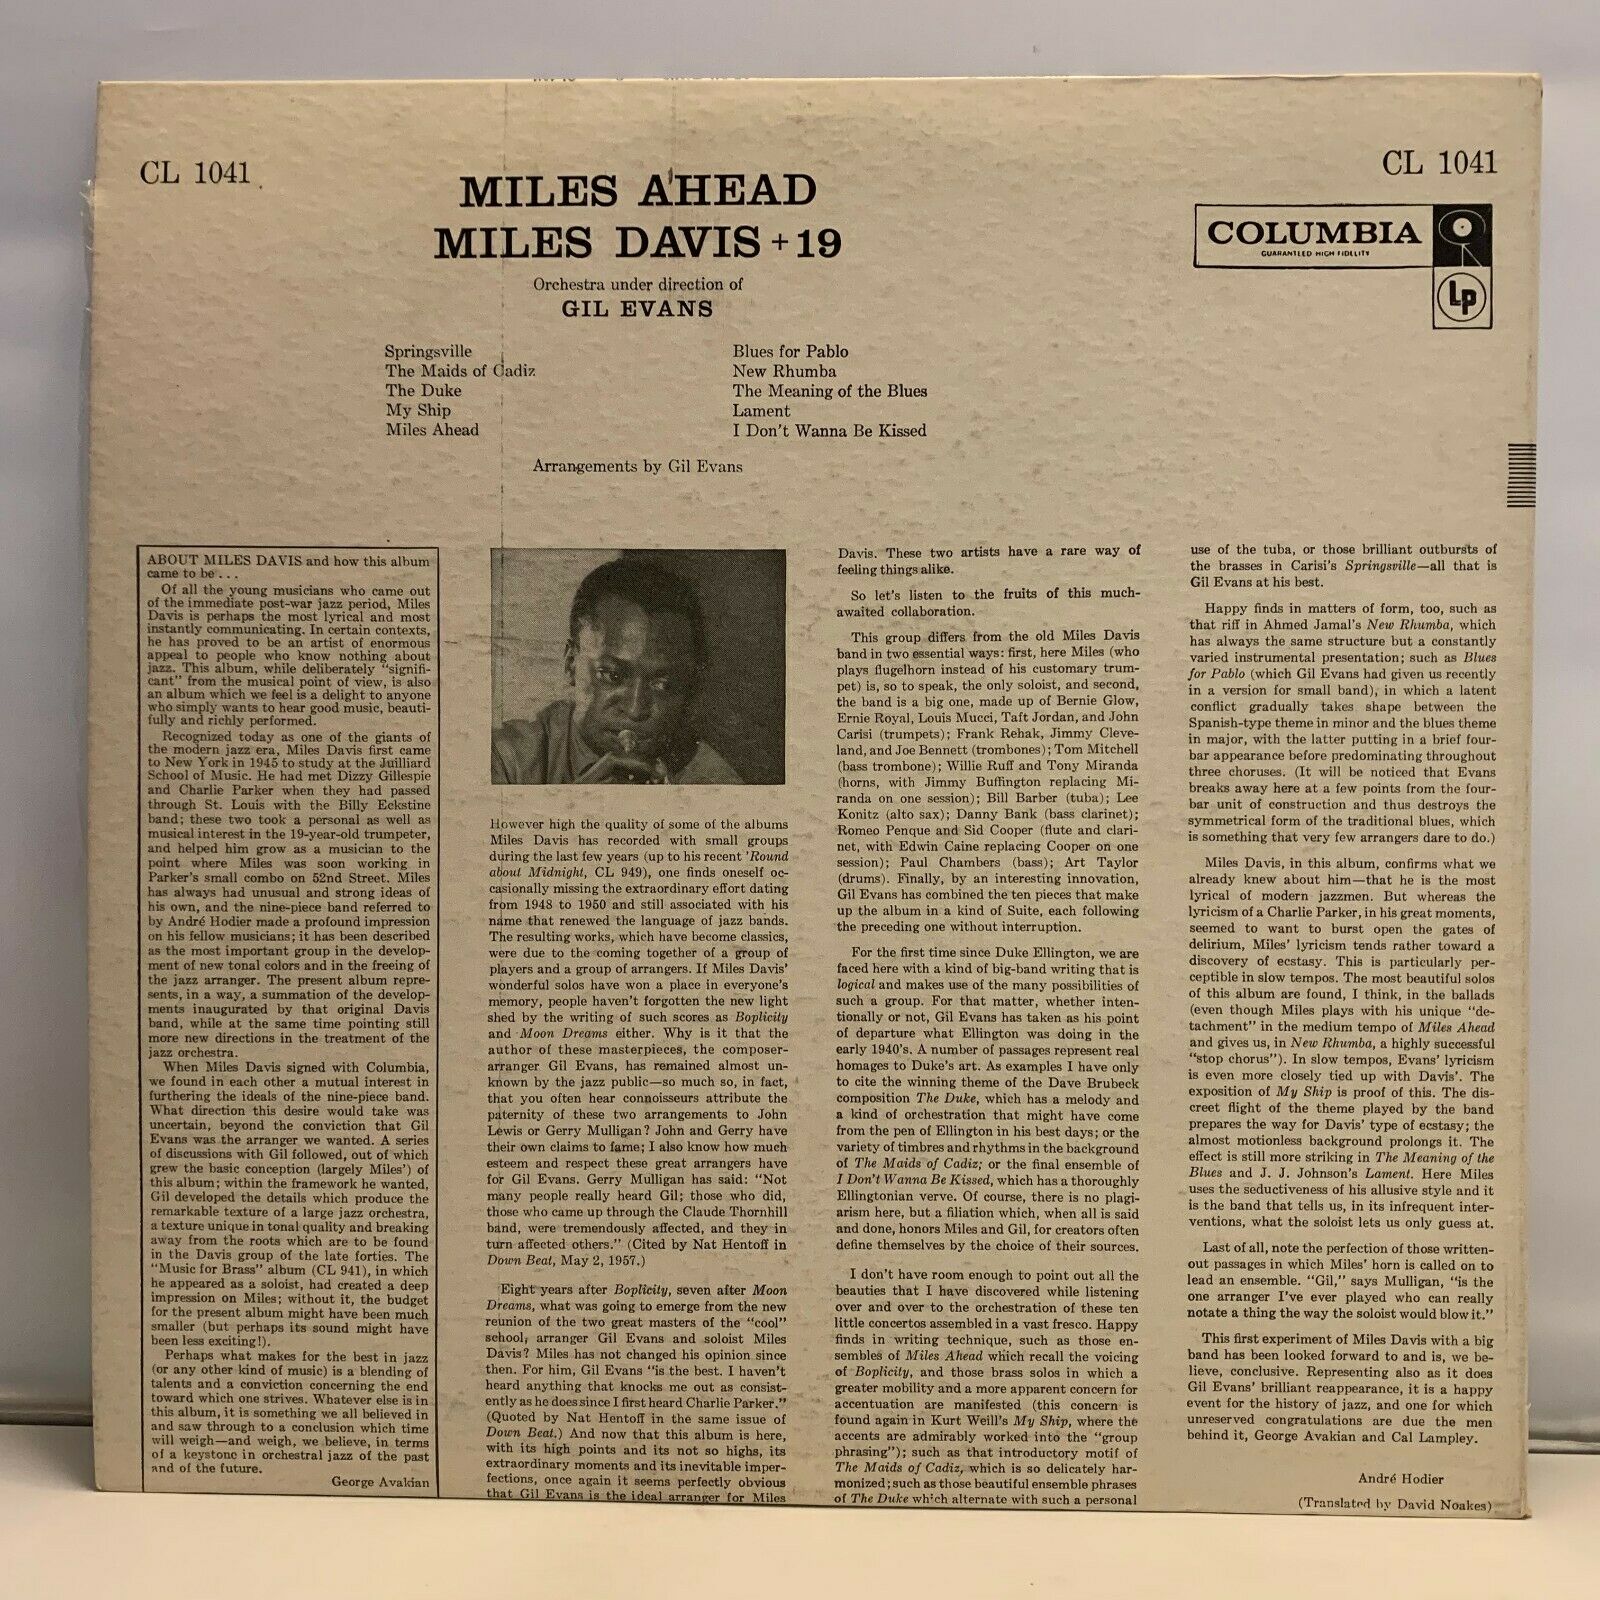 CL 1041
CL 1041
MILES AHEAD
MILES DAVIS + 19
Orchestra under direction of
GIL EVANS
COLUMBIA
GUARANTEED HIGH FIDELITY
LP
Springsville
The Maids of Cadiz
The Duke
My Ship
Miles Ahead
Blues for Pablo
New Rhumba
The Meaning of the Blues
Lament
I Don't Wanna Be Kissed
Arrangements by Gil Evans
ABOUT MILES DAVIS and how this album
came to be . . .
Of all the young musicians who came out
of the immediate post-war jazz period, Miles
Davis is perhaps the most lyrical and most
instantly communicating. In certain contexts,
he has proved to be an artist of enormous
appeal to people who know nothing about
jazz. This album, while deliberately "signifi-
cant" from the musical point of view, is also
an album which we feel is a delight to anyone
who simply wants to hear good music, beauti-
fully and richly performed.
Recognized today as one of the giants of
the modern jazz era, Miles Davis first came
to New York in 1945 to study at the Juilliard
School of Music. He had met Dizzy Gillespie
and Charlie Parker when they had passed
through St. Louis with the Billy Eckstine
band; these two took a personal as well as
musical interest in the 19-year-old trumpeter,
and helped him grow as a musician to the
point where Miles was soon working in
Parker's small combo on 52nd Street. Miles
has always had unusual and strong ideas of
his own, and the nine-piece band referred to
by André Hodier made a profound impression
on his fellow musicians; it has been described
as the most important group in the develop-
ment of new tonal colors and in the freeing of
the jazz arranger. The present album repre-
sents, in a way, a summation of the develop-
ments inaugurated by that original Davis
band, while at the same time pointing still
more new directions in the treatment of the
jazz orchestra.
When Miles Davis signed with Columbia,
we found in each other a mutual interest in
furthering the ideals of the nine-piece band.
What direction this desire would take was
uncertain, beyond the conviction that Gil
Evans was the arranger we wanted. A series
of discussions with Gil followed, out of which
grew the basic conception (largely Miles') of
this album; within the framework he wanted,
Gil developed the details which produce the
remarkable texture of a large jazz orchestra,
a texture unique in tonal quality and breaking
away from the roots which are to be found
in the Davis group of the late forties. The
"Music for Brass" album (CL 941), in which
he appeared as a soloist, had created a deep
impression on Miles; without it, the budget
for the present album might have been much
smaller (but perhaps its sound might have
been less exciting!).
Perhaps what makes for the best in jazz
(or any other kind of music) is a blending of
talents and a conviction concerning the end
toward which one strives. Whatever else is in
this album, it is something we all believed in
and saw through to a conclusion which time
will weigh—and weigh, we believe, in terms
of a keystone in orchestral jazz of the past
and of the future.
George Avakian
However high the quality of some of the albums
Miles Davis has recorded with small groups
during the last few years (up to his recent 'Round
about Midnight, CL 949), one finds oneself oc-
casionally missing the extraordinary effort dating
from 1948 to 1950 and still associated with his
name that renewed the language of jazz bands.
The resulting works, which have become classics,
were due to the coming together of a group of
players and a group of arrangers. If Miles Davis'
wonderful solos have won a place in everyone's
memory, people haven't forgotten the new light
shed by the writing of such scores as Boplicity
and Moon Dreams either. Why is it that the
author of these masterpieces, the composer-
arranger Gil Evans, has remained almost un-
known by the jazz public—so much so, in fact,
that you often hear connoisseurs attribute the
paternity of these two arrangements to John
Lewis or Gerry Mulligan? John and Gerry have
their own claims to fame; I also know how much
esteem and respect these great arrangers have
for Gil Evans. Gerry Mulligan has said: "Not
many people really heard Gil; those who did,
those who came up through the Claude Thornhill
band, were tremendously affected, and they in
turn affected others." (Cited by Nat Hentoff in
Down Beat, May 2, 1957.)
Eight years after Boplicity, seven after Moon
Dreams, what was going to emerge from the new
reunion of the two great masters of the "cool"
school, arranger Gil Evans and soloist Miles
Davis? Miles has not changed his opinion since
then. For him, Gil Evans "is the best. I haven't
heard anything that knocks me out as consist-
ently as he does since I first heard Charlie Parker."
(Quoted by Nat Hentoff in the same issue of
Down Beat.) And now that this album is here,
with its high points and its not so highs, its
extraordinary moments and its inevitable imper-
fections, once again it seems perfectly obvious
that Gil Evans is the ideal arranger for Miles
Davis. These two artists have a rare way of
feeling things alike.
So let's listen to the fruits of this much-
awaited collaboration.
This group differs from the old Miles Davis
band in two essential ways: first, here Miles (who
plays flugelhorn instead of his customary trum-
pet) is, so to speak, the only soloist, and second,
the band is a big one, made up of Bernie Glow,
Ernie Royal, Louis Mucci, Taft Jordan, and John
Carisi (trumpets); Frank Rehak, Jimmy Cleve-
land, and Joe Bennett (trombones); Tom Mitchell
(bass trombone); Willie Ruff and Tony Miranda
(horns, with Jimmy Buffington replacing Mi-
randa on one session); Bill Barber (tuba); Lee
Konitz (alto sax); Danny Bank (bass clarinet);
Romeo Penque and Sid Cooper (flute and clari-
net, with Edwin Caine replacing Cooper on one
session); Paul Chambers (bass); Art Taylor
(drums). Finally, by an interesting innovation,
Gil Evans has combined the ten pieces that make
up the album in a kind of Suite, each following
the preceding one without interruption.
For the first time since Duke Ellington, we are
faced here with a kind of big-band writing that is
logical and makes use of the many possibilities of
such a group. For that matter, whether inten-
tionally or not, Gil Evans has taken as his point
of departure what Ellington was doing in the
early 1940's. A number of passages represent real
homages to Duke's art. As examples I have only
to cite the winning theme of the Dave Brubeck
composition The Duke, which has a melody and
a kind of orchestration that might have come
from the pen of Ellington in his best days; or the
variety of timbres and rhythms in the background
of The Maids of Cadiz; or the final ensemble of
I Don't Wanna Be Kissed, which has a thoroughly
Ellingtonian verve. Of course, there is no plagi-
arism here, but a filiation which, when all is said
and done, honors Miles and Gil, for creators often
define themselves by the choice of their sources.
I don't have room enough to point out all the
beauties that I have discovered while listening
over and over to the orchestration of these ten
little concertos assembled in a vast fresco. Happy
finds in writing technique, such as those en-
sembles of Miles Ahead which recall the voicing
of Boplicity, and those brass solos in which a
greater mobility and a more apparent concern for
accentuation are manifested (this concern is
found again in Kurt Weill's My Ship, where the
accents are admirably worked into the "group
phrasing"); such as that introductory motif of
The Maids of Cadiz, which is so delicately har-
monized; such as those beautiful ensemble phrases
of The Duke which alternate with such a personal
use of the tuba, or those brilliant outbursts of
the brasses in Carisi's Springsville—all that is
Gil Evans at his best.
Happy finds in matters of form, too, such as
that riff in Ahmed Jamal's New Rhumba, which
has always the same structure but a constantly
varied instrumental presentation; such as Blues
for Pablo (which Gil Evans had given us recently
in a version for small band), in which a latent
conflict gradually takes shape between the
Spanish-type theme in minor and the blues theme
in major, with the latter putting in a brief four-
bar appearance before predominating throughout
three choruses. (It will be noticed that Evans
breaks away here at a few points from the four-
bar unit of construction and thus destroys the
symmetrical form of the traditional blues, which
is something that very few arrangers dare to do.)
Miles Davis, in this album, confirms what we
already knew about him—that he is the most
lyrical of modern jazzmen. But whereas the
lyricism of a Charlie Parker, in his great moments,
seemed to want to burst open the gates of
delirium, Miles' lyricism tends rather toward a
discovery of ecstasy. This is particularly per-
ceptible in slow tempos. The most beautiful solos
of this album are found, I think, in the ballads
(even though Miles plays with his unique "de-
tachment" in the medium tempo of Miles Ahead
and gives us, in New Rhumba, a highly successful
"stop chorus"). In slow tempos, Evans' lyricism
is even more closely tied up with Davis'. The
exposition of My Ship is proof of this. The dis-
creet flight of the theme played by the band
prepares the way for Davis' type of ecstasy; the
almost motionless background prolongs it. The
effect is still more striking in The Meaning of the
Blues and J. J. Johnson's Lament. Here Miles
uses the seductiveness of his allusive style and it
is the band that tells us, in its infrequent inter-
ventions, what the soloist lets us only guess at.
Last of all, note the perfection of those written-
out passages in which Miles' horn is called on to
lead an ensemble. "Gil," says Mulligan, "is the
one arranger I've ever played who can really
notate a thing the way the soloist would blow it."
This first experiment of Miles Davis with a big
band has been looked forward to and is, we be-
lieve, conclusive. Representing also as it does
Gil Evans' brilliant reappearance, it is a happy
event for the history of jazz, and one for which
unreserved congratulations are due the men
behind it, George Avakian and Cal Lampley.
André Hodier
(Translated by David Noakes)